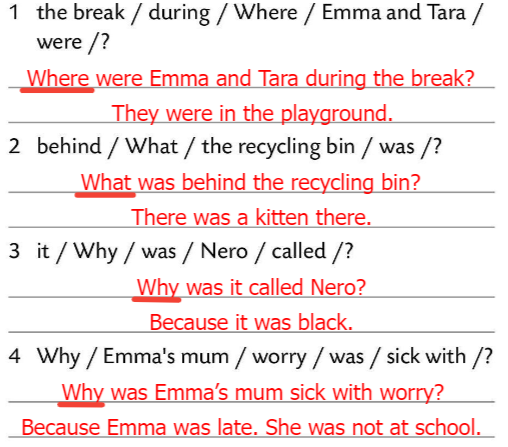 1 the break / during / Where / Emma and Tara /
were /?
Where were Emma and Tara during the break?
They were in the playground.
2 behind / What / the recycling bin / was /?
What was behind the recycling bin?
There was a kitten there.
3 it / Why / was / Nero / called /?
Why was it called Nero?
Because it was black.
4 Why / Emma's mum / worry / was / sick with /?
Why was Emma’s mum sick with worry?
Because Emma was late. She was not at school.